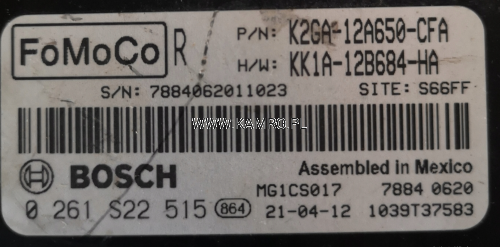 FoMoCo R P/N: K2GA-12A650-CFA
H/W: KK1A-12B684-HA
S/N: 7884062011023 SITE: S66FF
WWW.KAVRO.PL
BOSCH Assembled in Mexico
MG1CS017 7884 0620
0 261 S22 515 864 21-04-12 1039T37583